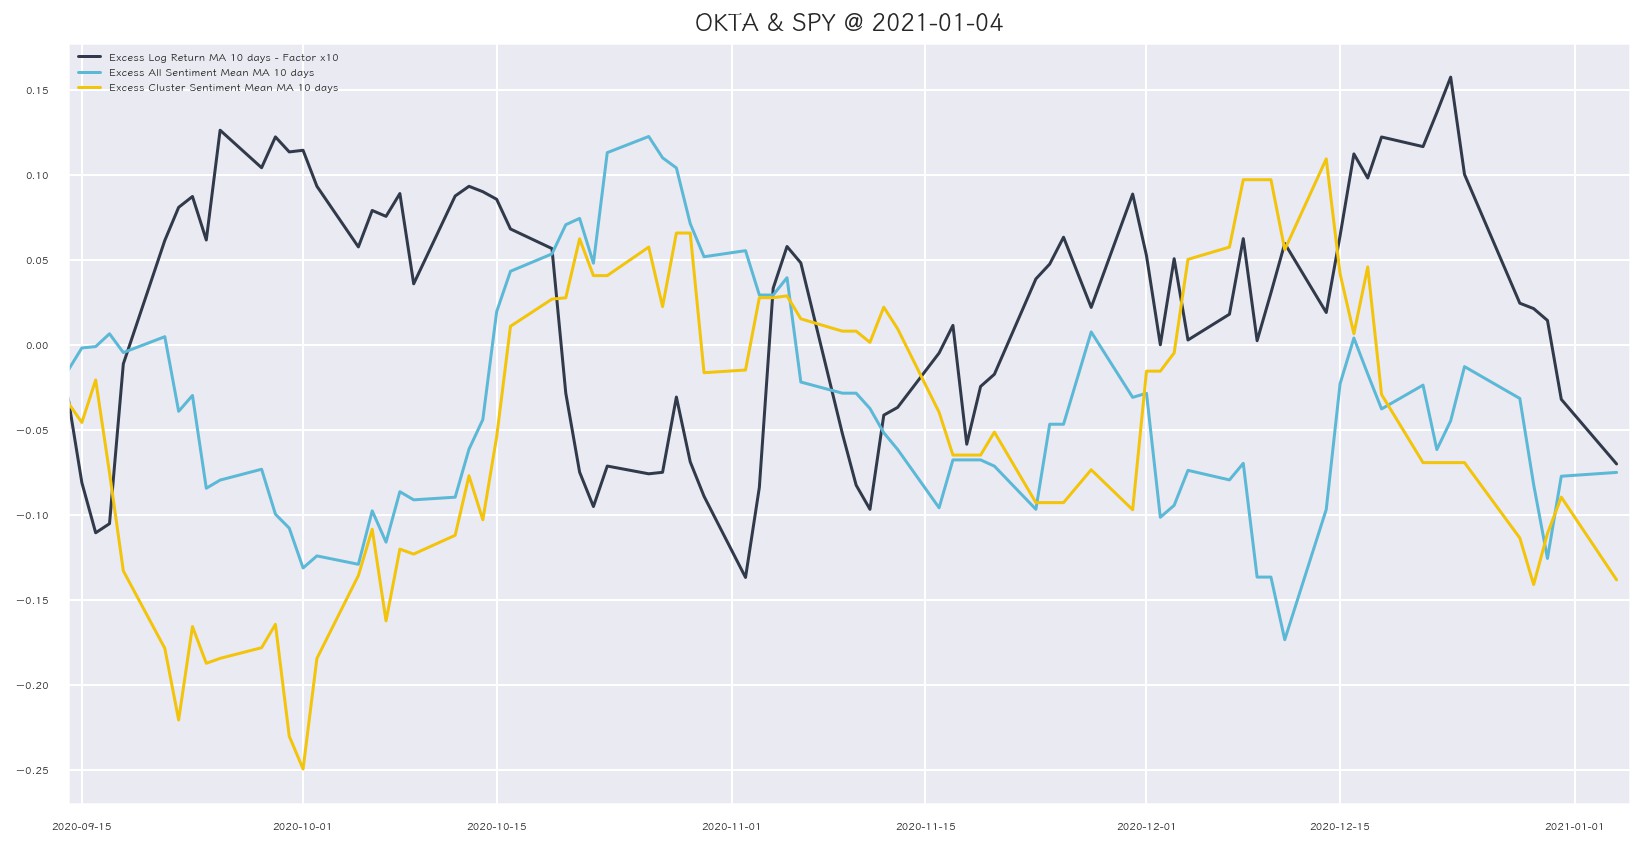 OKTA & SPY @ 2021-01-04
Excess Log Return MA 10 days - Factor x10
Excess All Sentiment Mean MA 10 days
Excess Cluster Sentiment Mean MA 10 days
0.15
0.10
0.05
0.00
−0.05
−0.10
−0.15
−0.20
−0.25
2020-09-15 2020-10-01 2020-10-15 2020-11-01 2020-11-15 2020-12-01 2020-12-15 2021-01-01